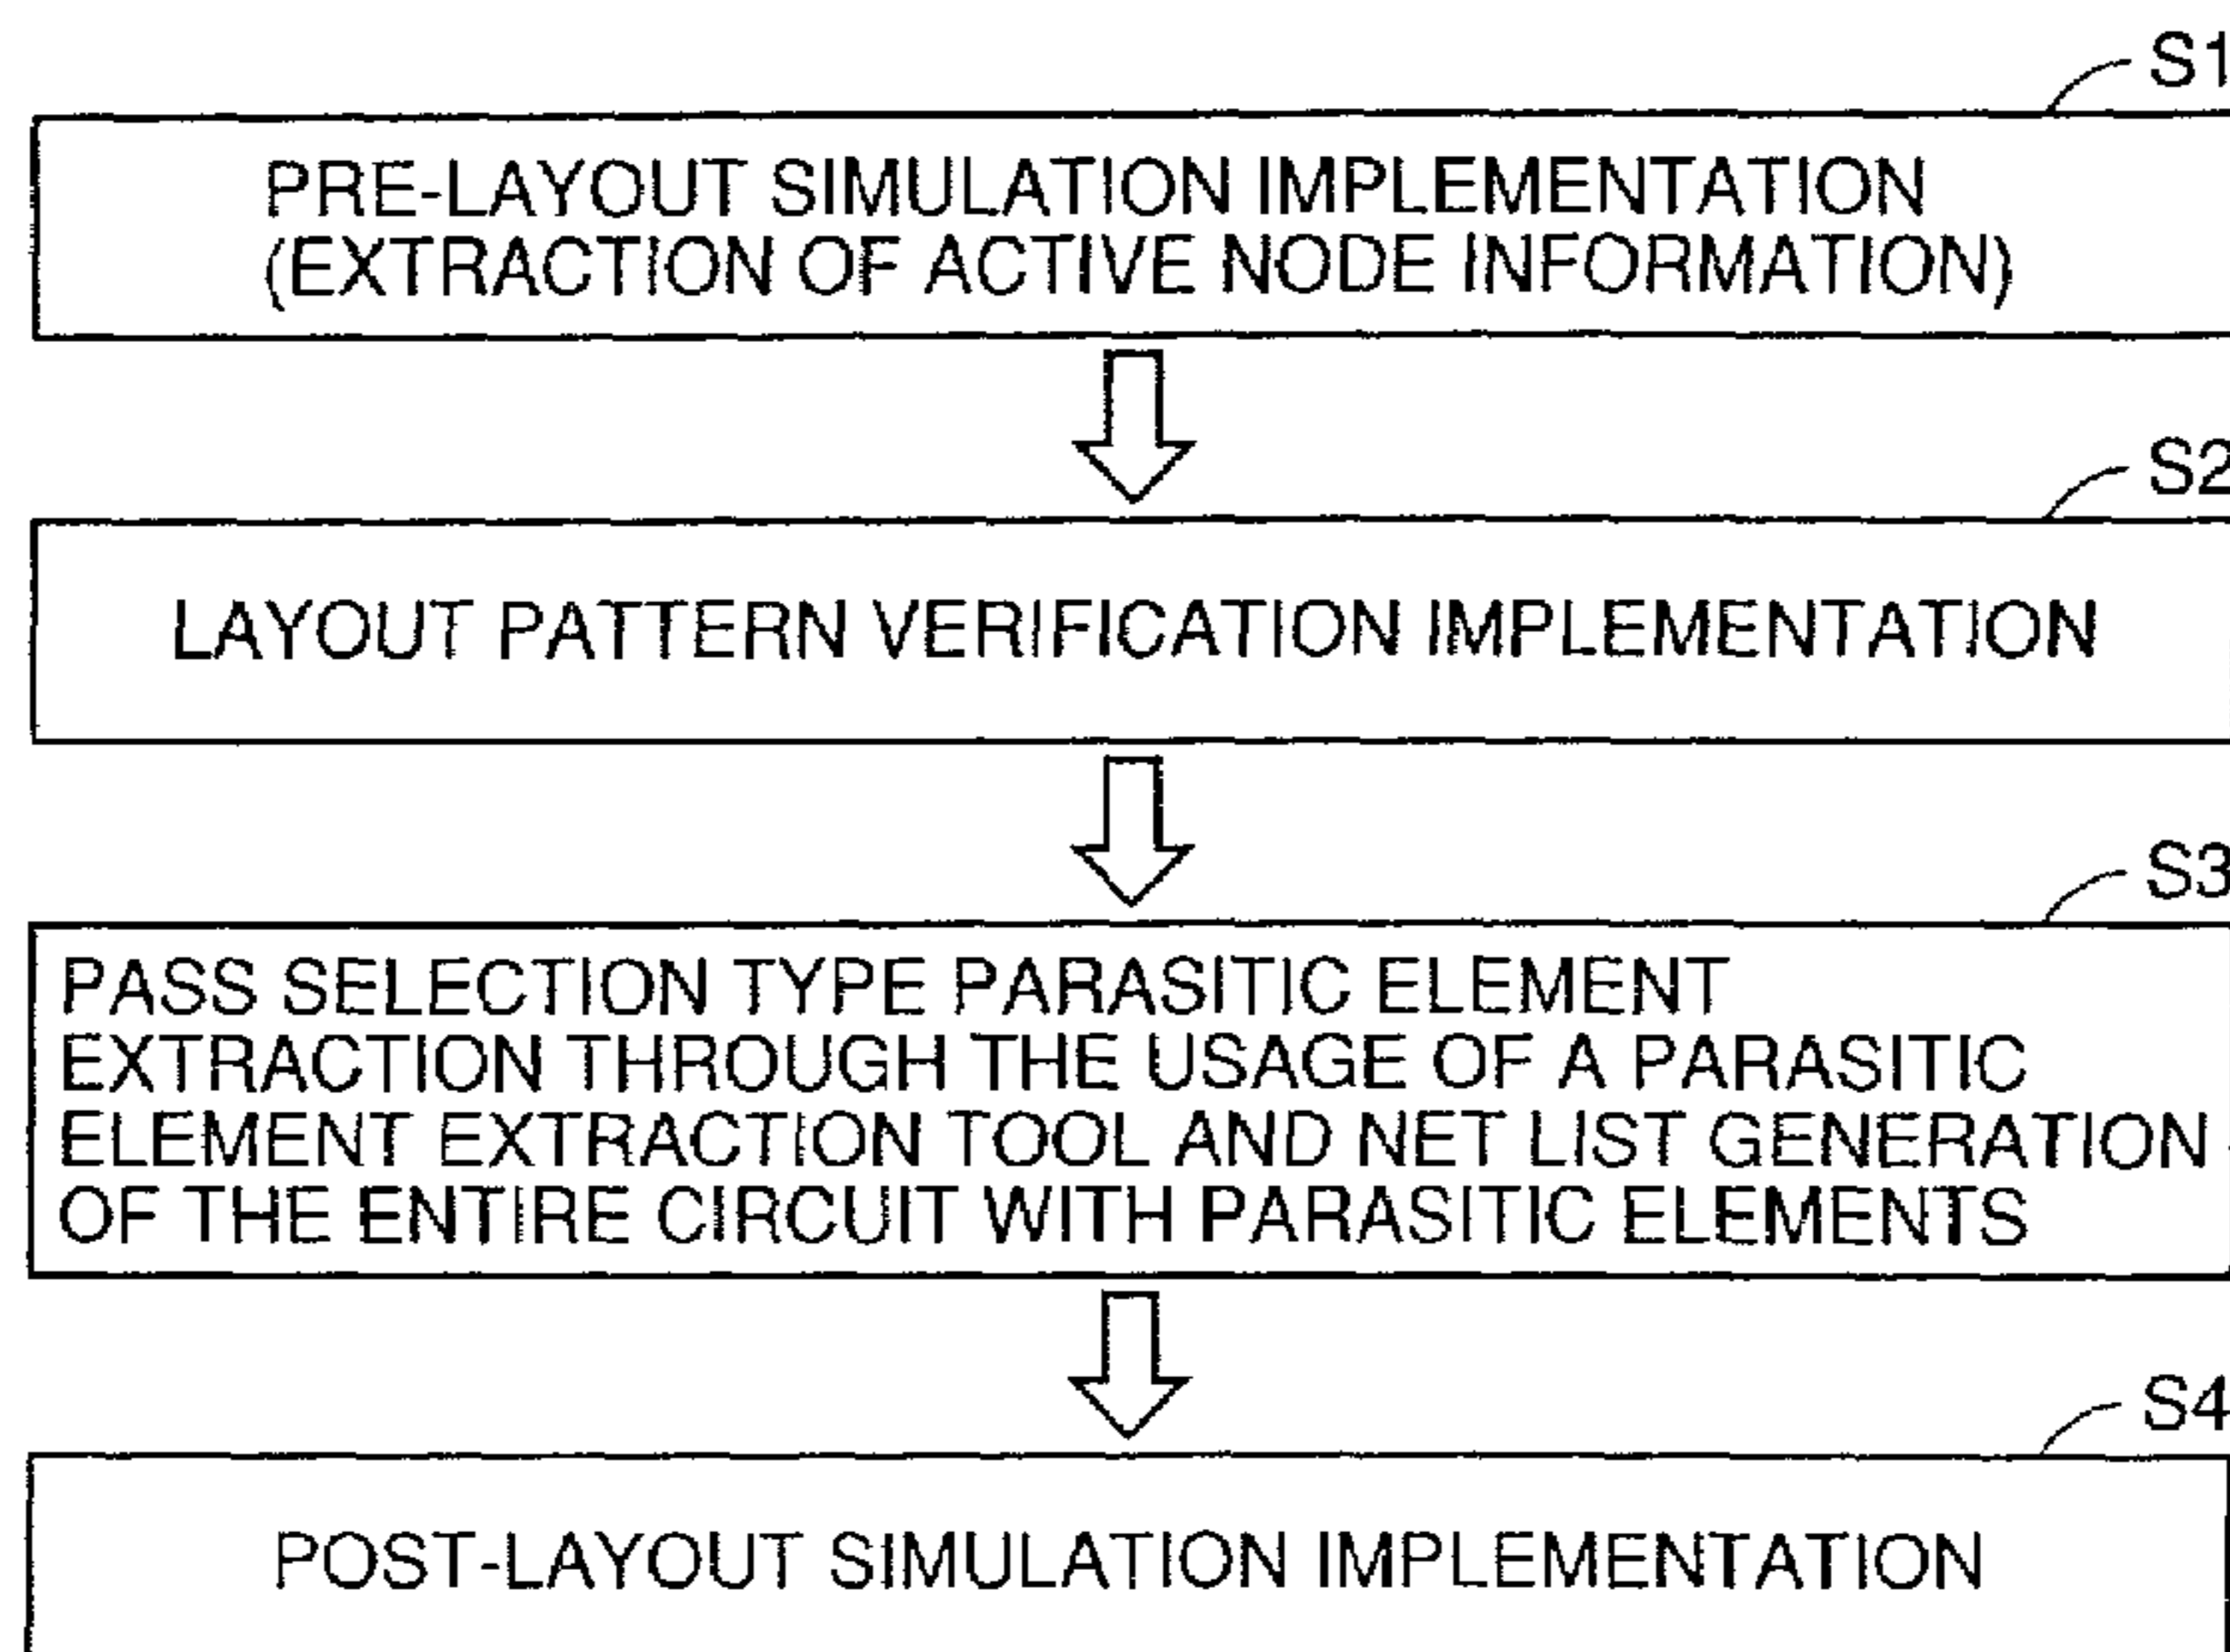 S1
PRE-LAYOUT SIMULATION IMPLEMENTATION
(EXTRACTION OF ACTIVE NODE INFORMATION)
S2
LAYOUT PATTERN VERIFICATION IMPLEMENTATION
S3
PASS SELECTION TYPE PARASITIC ELEMENT
EXTRACTION THROUGH THE USAGE OF A PARASITIC
ELEMENT EXTRACTION TOOL AND NET LIST GENERATION
OF THE ENTIRE CIRCUIT WITH PARASITIC ELEMENTS
S4
POST-LAYOUT SIMULATION IMPLEMENTATION